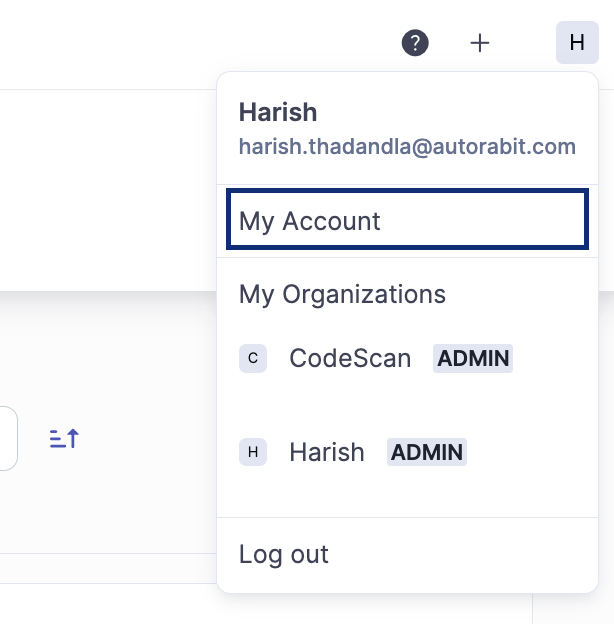 ?
H
Harish
harish.thadandla@autorabit.com
My Account
My Organizations
C CodeScan ADMIN
H Harish ADMIN
Log out